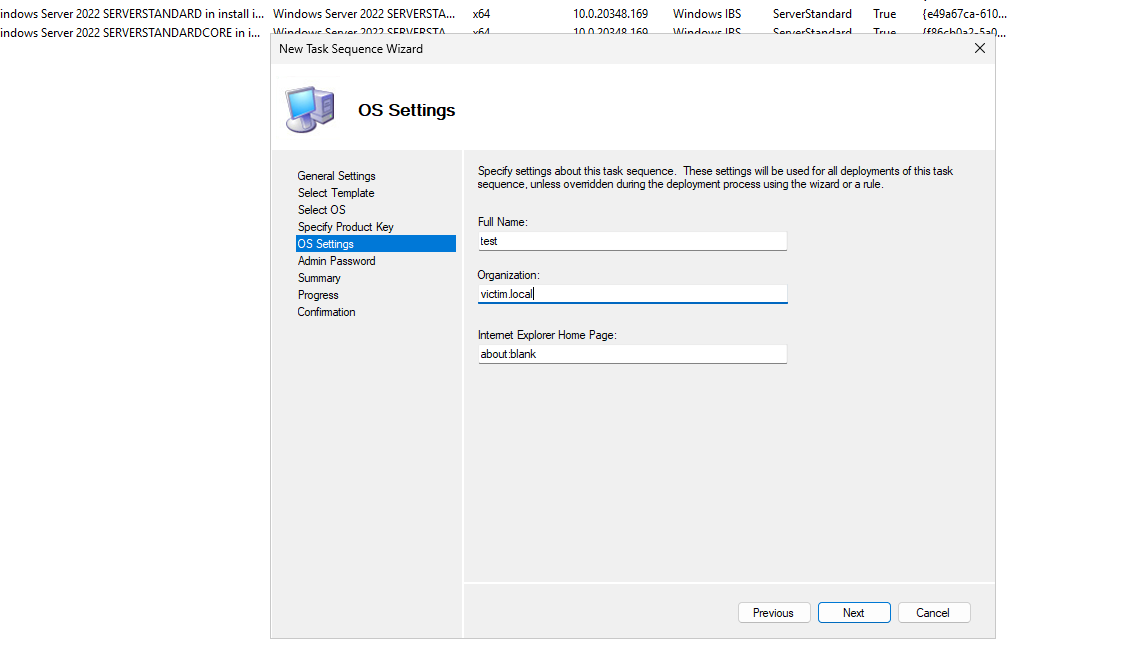 indows Server 2022 SERVERSTANDARD in install i... Windows Server 2022 SERVERSTA... x64 10.0.20348.169 Windows IBS ServerStandard True {e49a67ca-610...
indows Server 2022 SERVERSTANDARDCORE in i... Windows Server 2022 SERVERSTA... x64 10.0.20348.169 Windows IBS ServerStandard True {f86cb0a2-5a0...
New Task Sequence Wizard
OS Settings
General Settings
Select Template
Select OS
Specify Product Key
OS Settings
Admin Password
Summary
Progress
Confirmation
Specify settings about this task sequence. These settings will be used for all deployments of this task
sequence, unless overridden during the deployment process using the wizard or a rule.
Full Name:
test
Organization:
victim.local
Internet Explorer Home Page:
about:blank
Previous Next Cancel